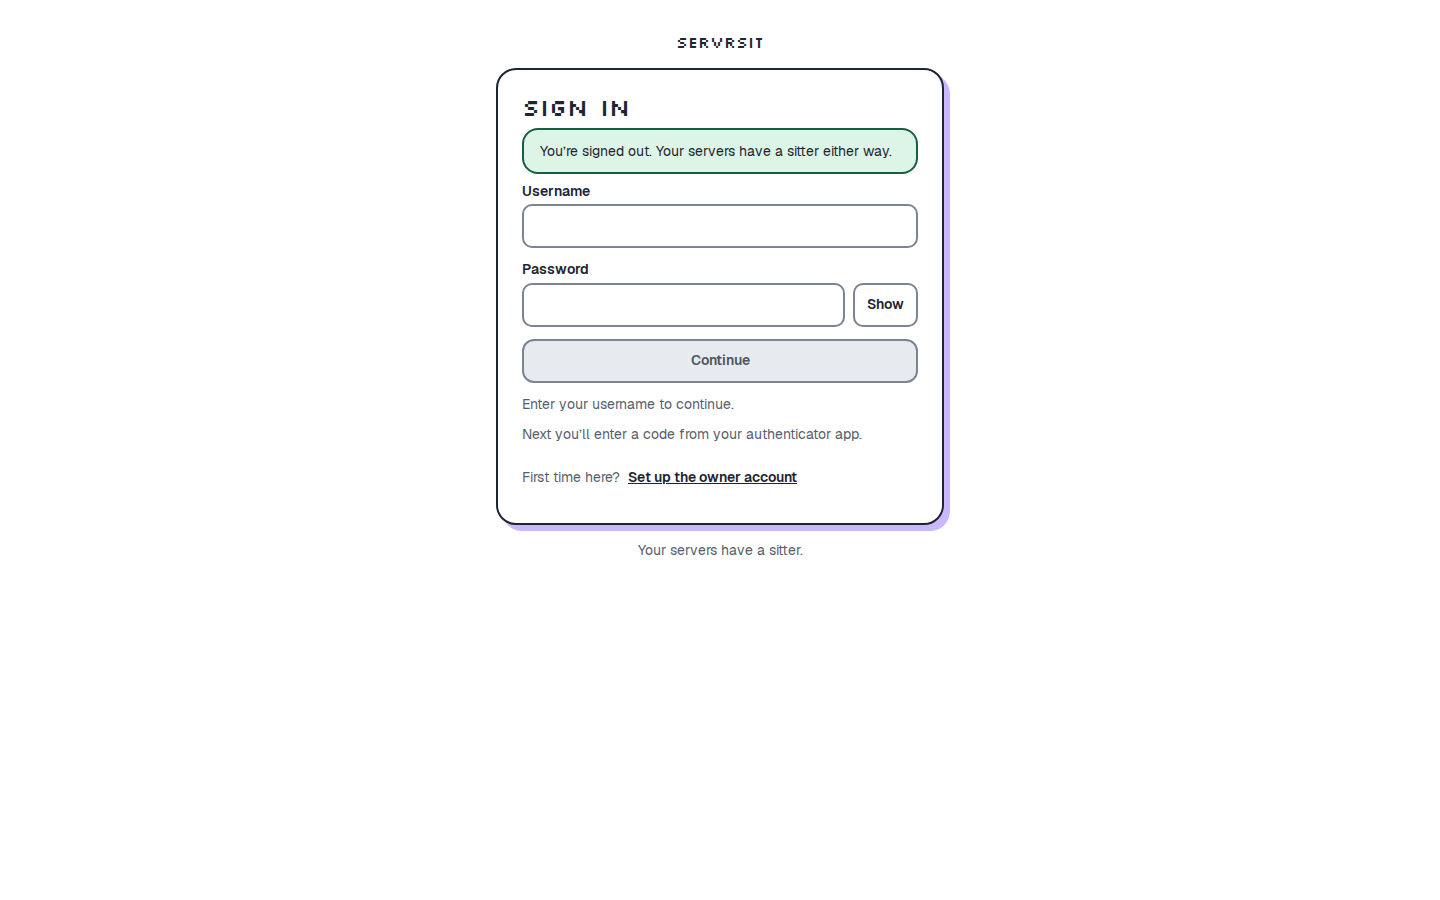 SERVRSIT
SIGN IN
You're signed out. Your servers have a sitter either way.
Username
Password
Show
Continue
Enter your username to continue.
Next you'll enter a code from your authenticator app.
First time here? Set up the owner account
Your servers have a sitter.